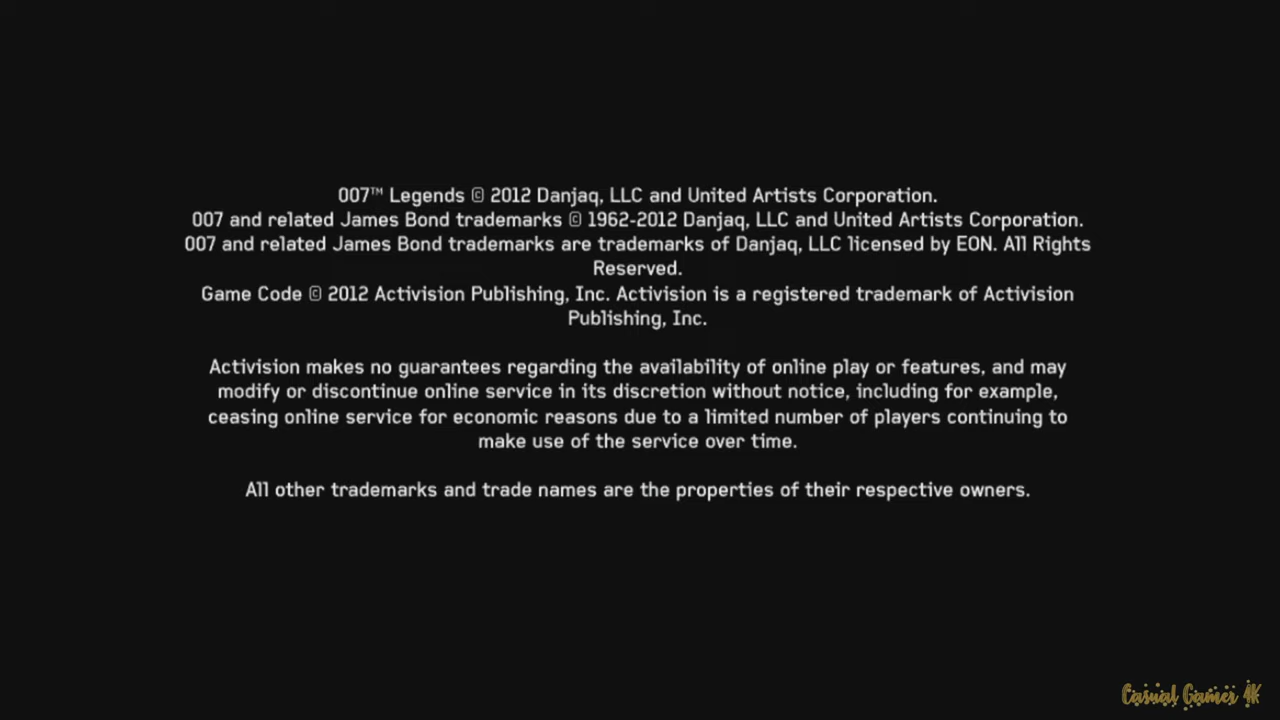 007™ Legends © 2012 Danjaq, LLC and United Artists Corporation.
007 and related James Bond trademarks © 1962-2012 Danjaq, LLC and United Artists Corporation.
007 and related James Bond trademarks are trademarks of Danjaq, LLC licensed by EON. All Rights
Reserved.
Game Code © 2012 Activision Publishing, Inc. Activision is a registered trademark of Activision
Publishing, Inc.
Activision makes no guarantees regarding the availability of online play or features, and may
modify or discontinue online service in its discretion without notice, including for example,
ceasing online service for economic reasons due to a limited number of players continuing to
make use of the service over time.
All other trademarks and trade names are the properties of their respective owners.
Casual Gamer 4K